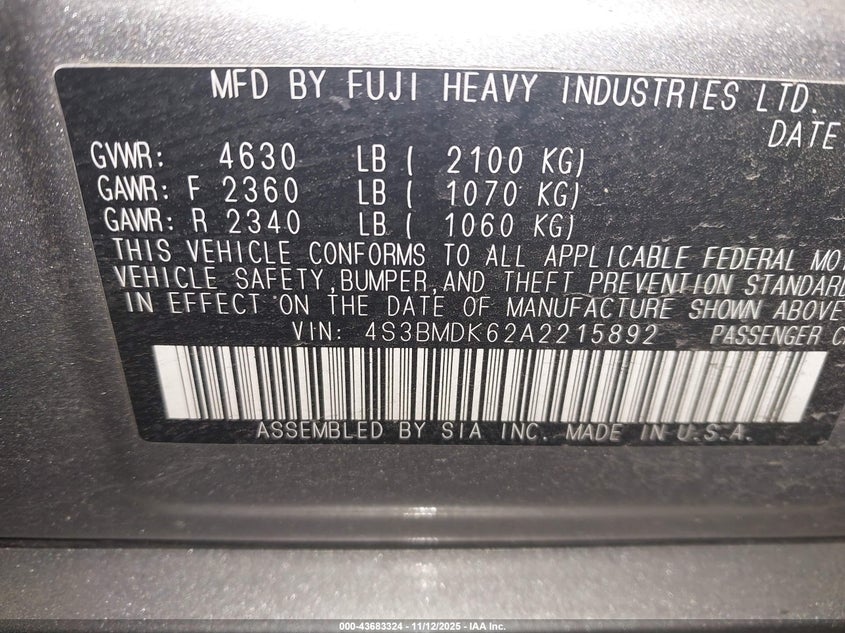 MFD BY FUJI HEAVY INDUSTRIES LTD.
DATE
GVWR: 4630 LB ( 2100 KG)
GAWR: F 2360 LB ( 1070 KG)
GAWR: R 2340 LB ( 1060 KG)
THIS VEHICLE CONFORMS TO ALL APPLICABLE FEDERAL MOT
VEHICLE SAFETY, BUMPER, AND THEFT PREVENTION STANDARD
IN EFFECT ON THE DATE OF MANUFACTURE SHOWN ABOVE
VIN: 4S3BMDK62A2215892 PASSENGER C
ASSEMBLED BY SIA INC. MADE IN U.S.A.
000-43683324 - 11/12/2025 - IAA Inc.